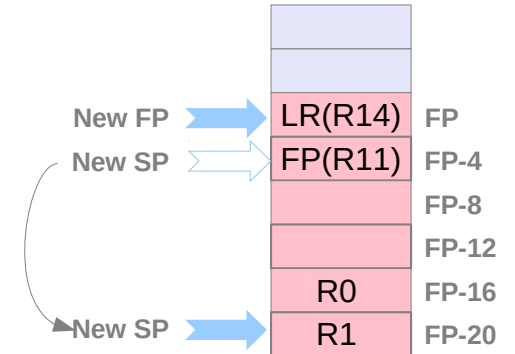 New FP LR(R14) FP
New SP FP(R11) FP-4
FP-8
FP-12
R0 FP-16
New SP R1 FP-20